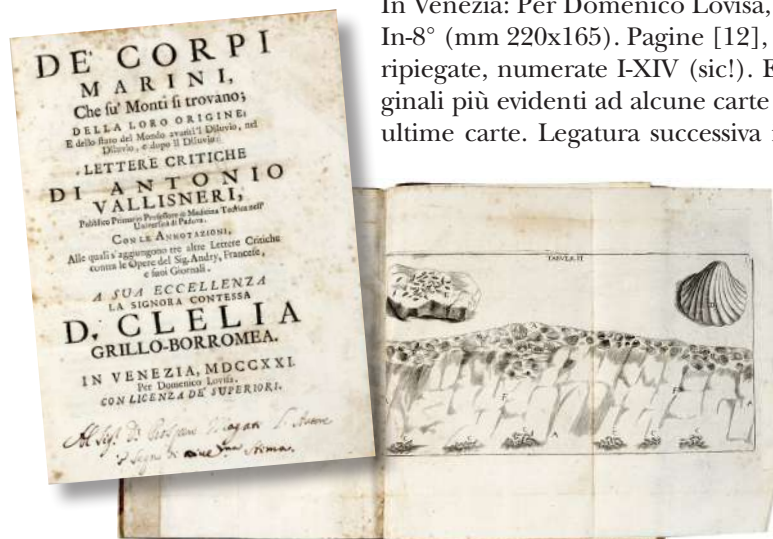 In Venezia: Per Domenico Lovisa,
In-8° (mm 220x165). Pagine [12],
ripiegate, numerate I-XIV (sic!). E
ginali più evidenti ad alcune carte
ultime carte. Legatura successiva
DE' CORPI
MARINI,
Che su' Monti si trovano;
DELLA LORO ORIGINE;
E dello stato del Mondo avanti'l Diluvio, nel
Diluvio, e dopo il Diluvio:
LETTERE CRITICHE
DI ANTONIO
VALLISNERI,
Pubblico Primario Professore di Medicina Teorica nell'
Università di Padova.
CON LE ANNOTAZIONI,
Alle quali s'aggiungono tre altre Lettere Critiche
contra le Opere del Sig. Andry, Francese,
e suoi Giornali.
A SUA ECCELLENZA
LA SIGNORA CONTESSA
D. CLELIA
GRILLO-BORROMEA.
IN VENEZIA, MDCCXXI.
Per Domenico Lovisa.
CON LICENZA DE' SUPERIORI.
Al Sig. L'Autore
Stima.
TABULA II